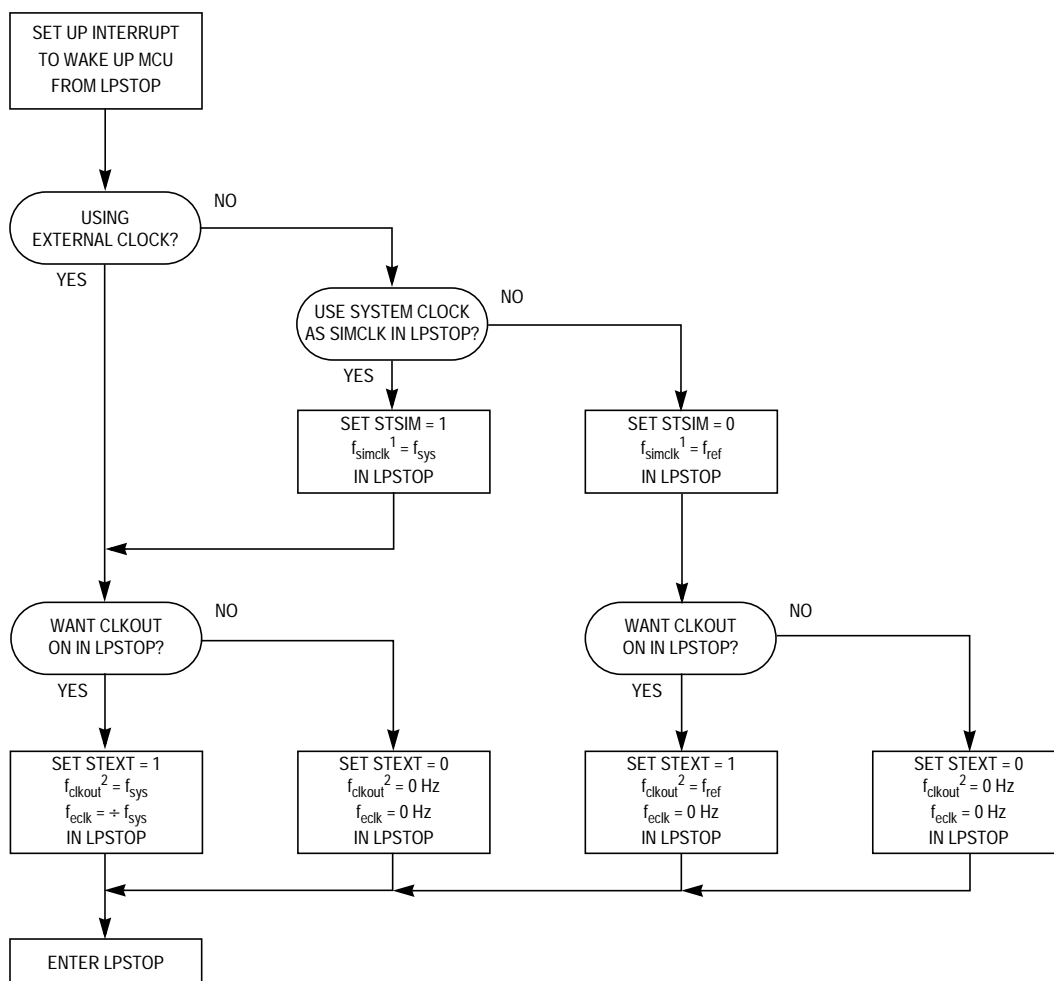 SET UP INTERRUPT
TO WAKE UP MCU
FROM LPSTOP
USING
EXTERNAL CLOCK?
NO
YES
USE SYSTEM CLOCK
AS SIMCLK IN LPSTOP?
NO
YES
SET STSIM = 1
fsimclk1 = fsys
IN LPSTOP
SET STSIM = 0
fsimclk1 = fref
IN LPSTOP
WANT CLKOUT
ON IN LPSTOP?
NO
YES
WANT CLKOUT
ON IN LPSTOP?
NO
YES
SET STEXT = 1
fclkout2 = fsys
feclk = ÷ fsys
IN LPSTOP
SET STEXT = 0
fclkout2 = 0 Hz
feclk = 0 Hz
IN LPSTOP
SET STEXT = 1
fclkout2 = fref
feclk = 0 Hz
IN LPSTOP
SET STEXT = 0
fclkout2 = 0 Hz
feclk = 0 Hz
IN LPSTOP
ENTER LPSTOP